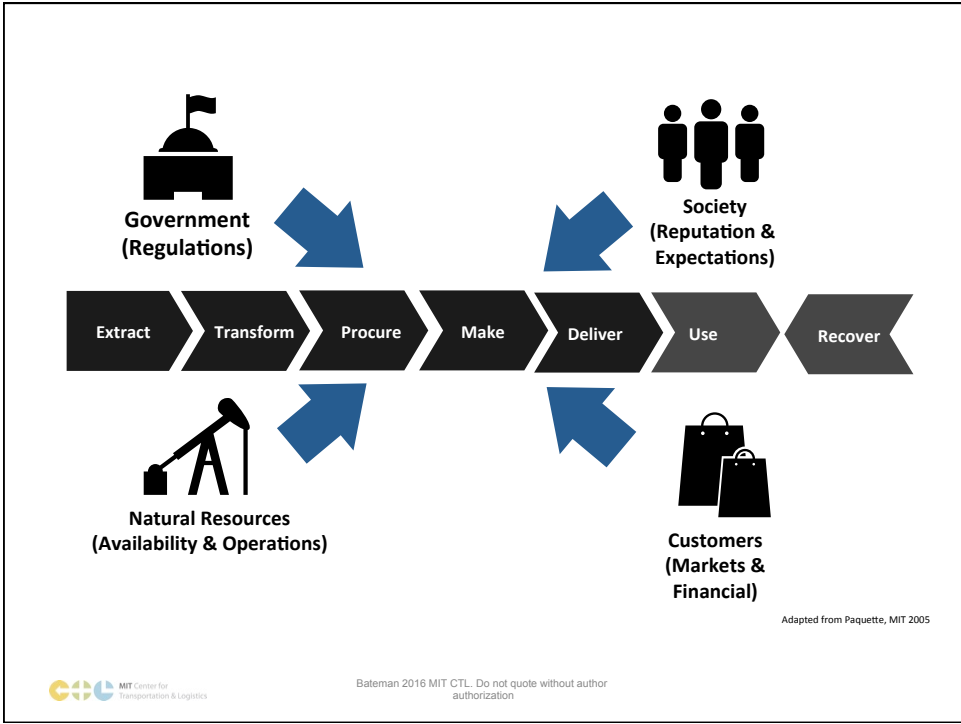 Government
(Regulations)
Society
(Reputation &
Expectations)
Extract
Transform
Procure
Make
Deliver
Use
Recover
Natural Resources
(Availability & Operations)
Customers
(Markets &
Financial)
Adapted from Paquette, MIT 2005
CTL MIT Center for
Transportation & Logistics
Bateman 2016 MIT CTL. Do not quote without author
authorization